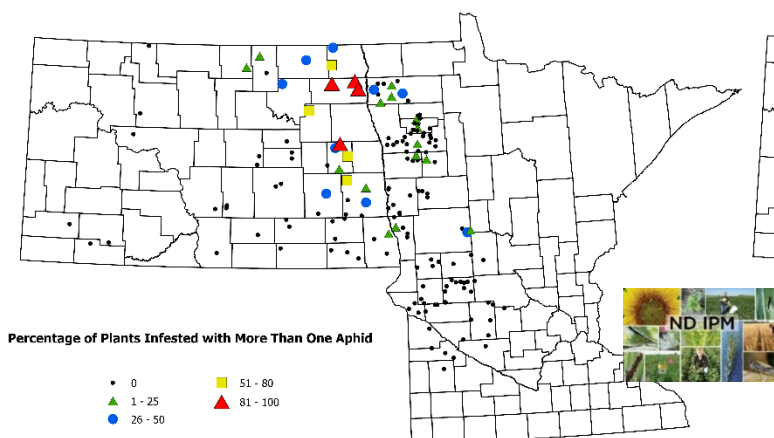 ND IPM
Percentage of Plants Infested with More Than One Aphid
0
1 - 25
26 - 50
51 - 80
81 - 100